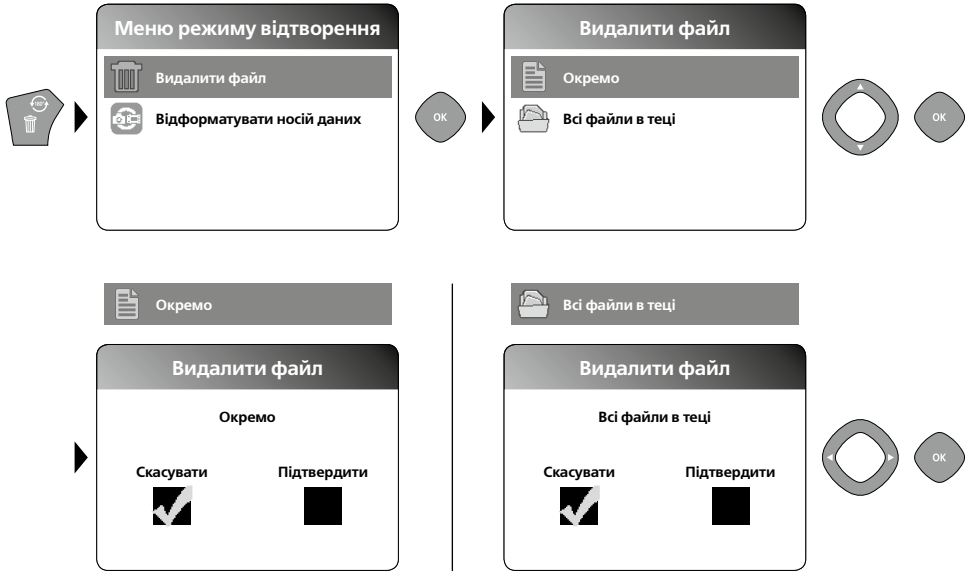 Меню режиму відтворення
Видалити файл
Відформатувати носій даних
180°
OK
Видалити файл
Окремо
Всі файли в теці
OK
Окремо
Всі файли в теці
Видалити файл
Окремо
Скасувати Підтвердити
Видалити файл
Всі файли в теці
Скасувати Підтвердити
OK